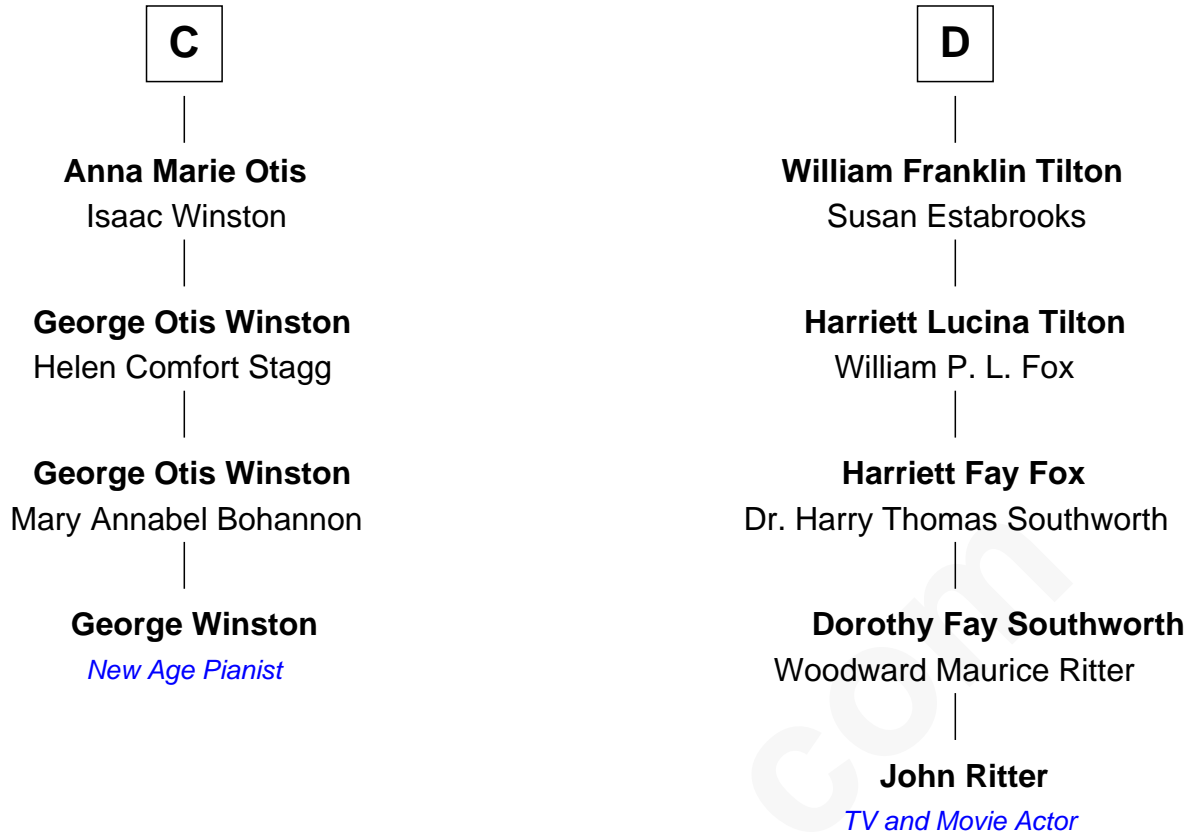 C
Anna Marie Otis
Isaac Winston
George Otis Winston
Helen Comfort Stagg
George Otis Winston
Mary Annabel Bohannon
George Winston
New Age Pianist
D
William Franklin Tilton
Susan Estabrooks
Harriett Lucina Tilton
William P. L. Fox
Harriett Fay Fox
Dr. Harry Thomas Southworth
Dorothy Fay Southworth
Woodward Maurice Ritter
John Ritter
TV and Movie Actor
com